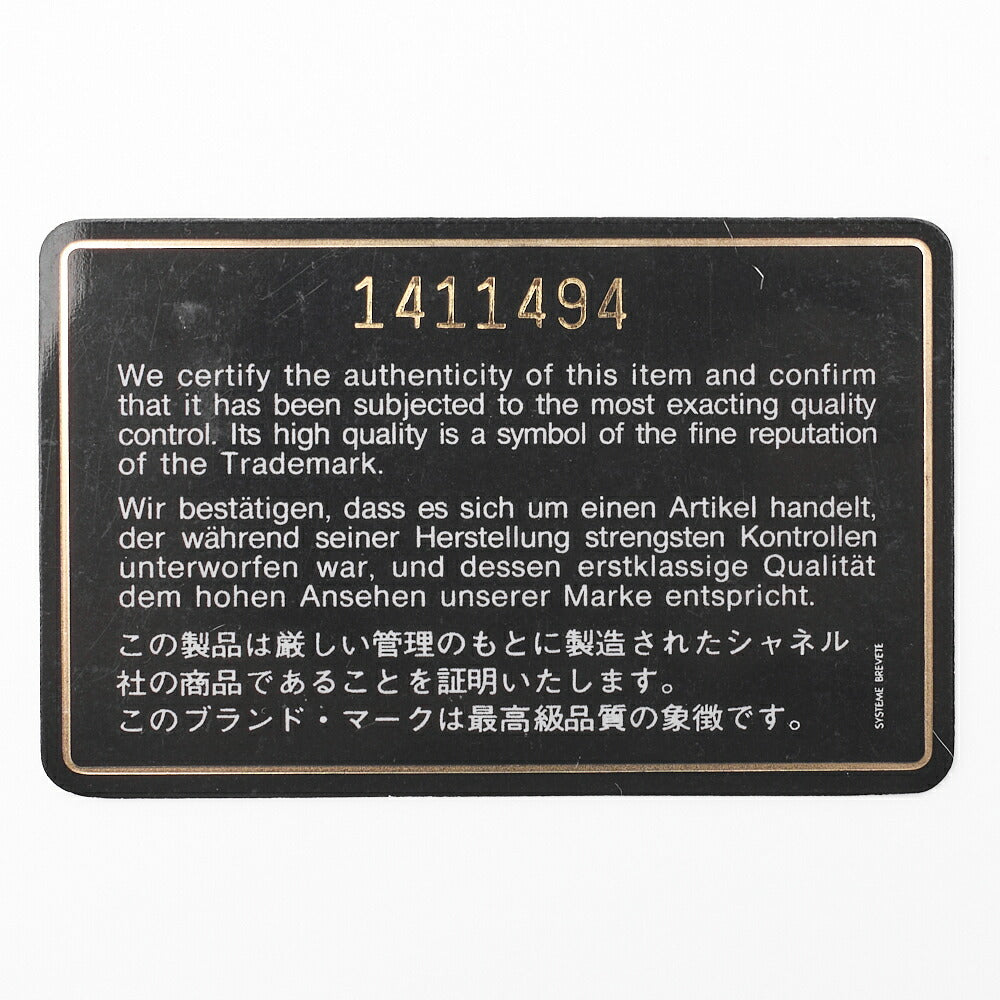 1411494
We certify the authenticity of this item and confirm
that it has been subjected to the most exacting quality
control. Its high quality is a symbol of the fine reputation
of the Trademark.
Wir bestätigen, dass es sich um einen Artikel handelt,
der während seiner Herstellung strengsten Kontrollen
unterworfen war, und dessen erstklassige Qualität
dem hohen Ansehen unserer Marke entspricht.
この製品は厳しい管理のもとに製造されたシャネル
社の商品であることを証明いたします。
このブランド・マークは最高級品質の象徴です。
SYSTEME BREVETE